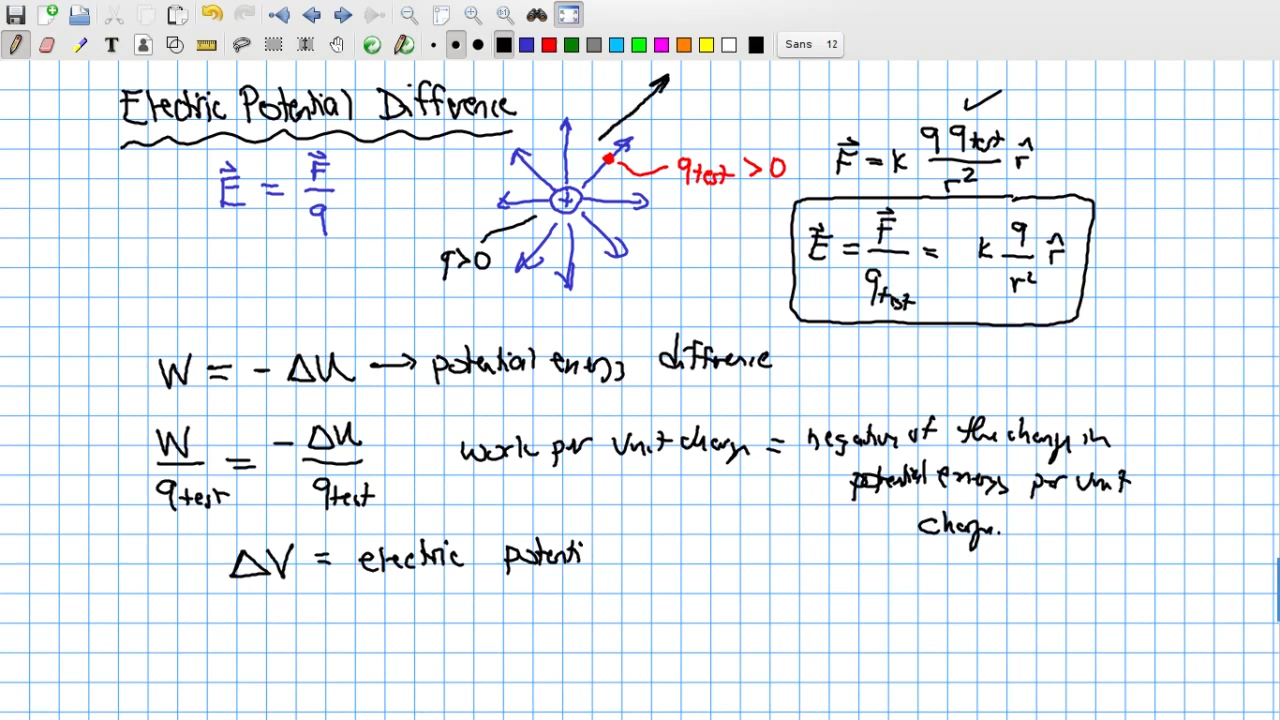 Sans 12
Electric Potential Difference
E⃗ = F⃗ / q
+
q_test > 0
q>0
F⃗ = k q q_test / r² r̂
E⃗ = F⃗ / q_test = k q / r² r̂
W = - ΔU → potential energy difference
W / q_test = - ΔU / q_test
work per unit charge = negative of the change in
potential energy per unit
charge.
ΔV = electric potenti